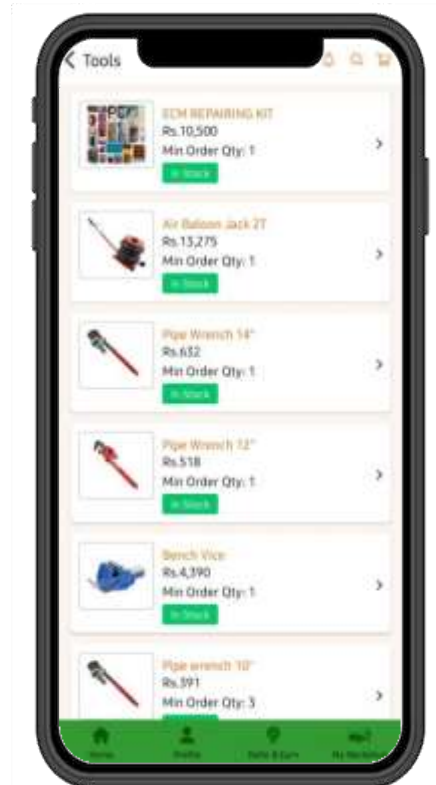 Tools
ECM REPAIRING KIT
Rs.10,500
Min Order Qty: 1
In Stock
Air Baloon Jack 2T
Rs.13,275
Min Order Qty: 1
In Stock
Pipe Wrench 14"
Rs.632
Min Order Qty: 1
In Stock
Pipe Wrench 12"
Rs.518
Min Order Qty: 1
In Stock
Bench Vice
Rs.4,390
Min Order Qty: 1
In Stock
Pipe wrench 10"
Rs.391
Min Order Qty: 3
Home
Profile
Refer & Earn